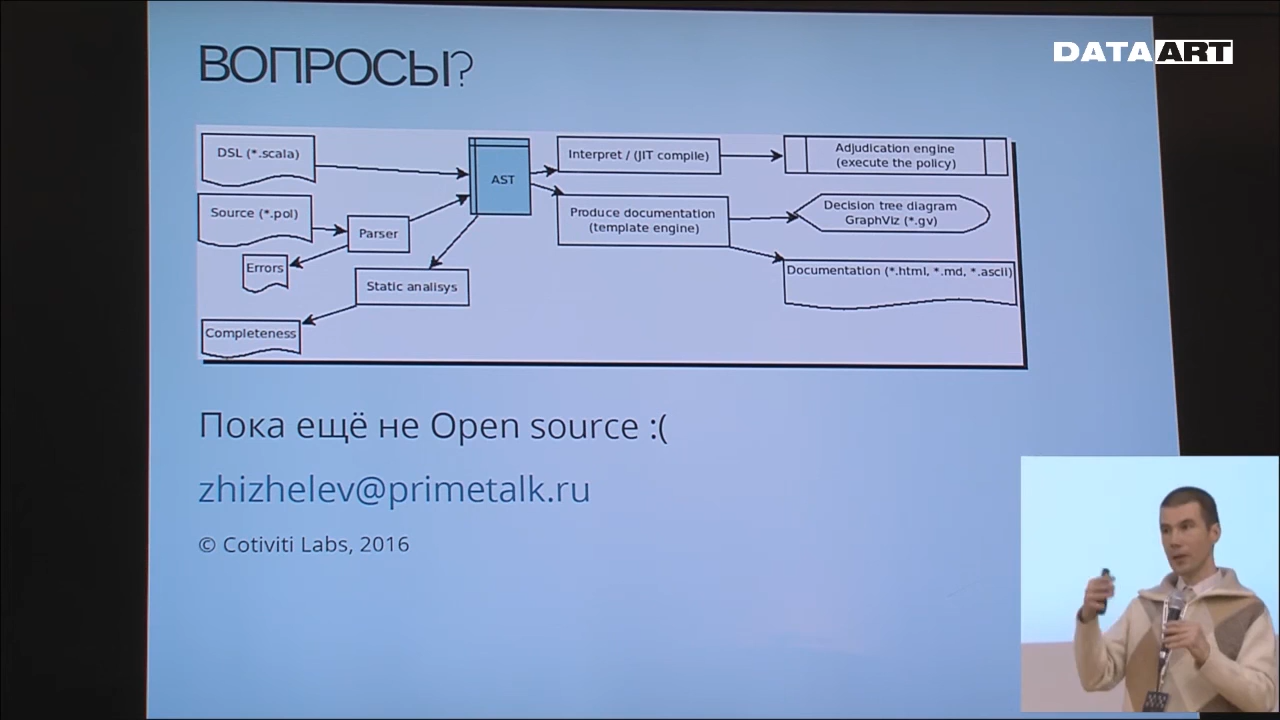 ВОПРОСЫ?
DATAART
DSL (*.scala)
AST
Interpret / (JIT compile)
Adjudication engine
(execute the policy)
Source (*.pol)
Parser
Produce documentation
(template engine)
Decision tree diagram
GraphViz (*.gv)
Errors
Static analisys
Documentation (*.html, *.md, *.ascii)
Completeness
Пока ещё не Open source :(
zhizhelev@primetalk.ru
© Cotiviti Labs, 2016